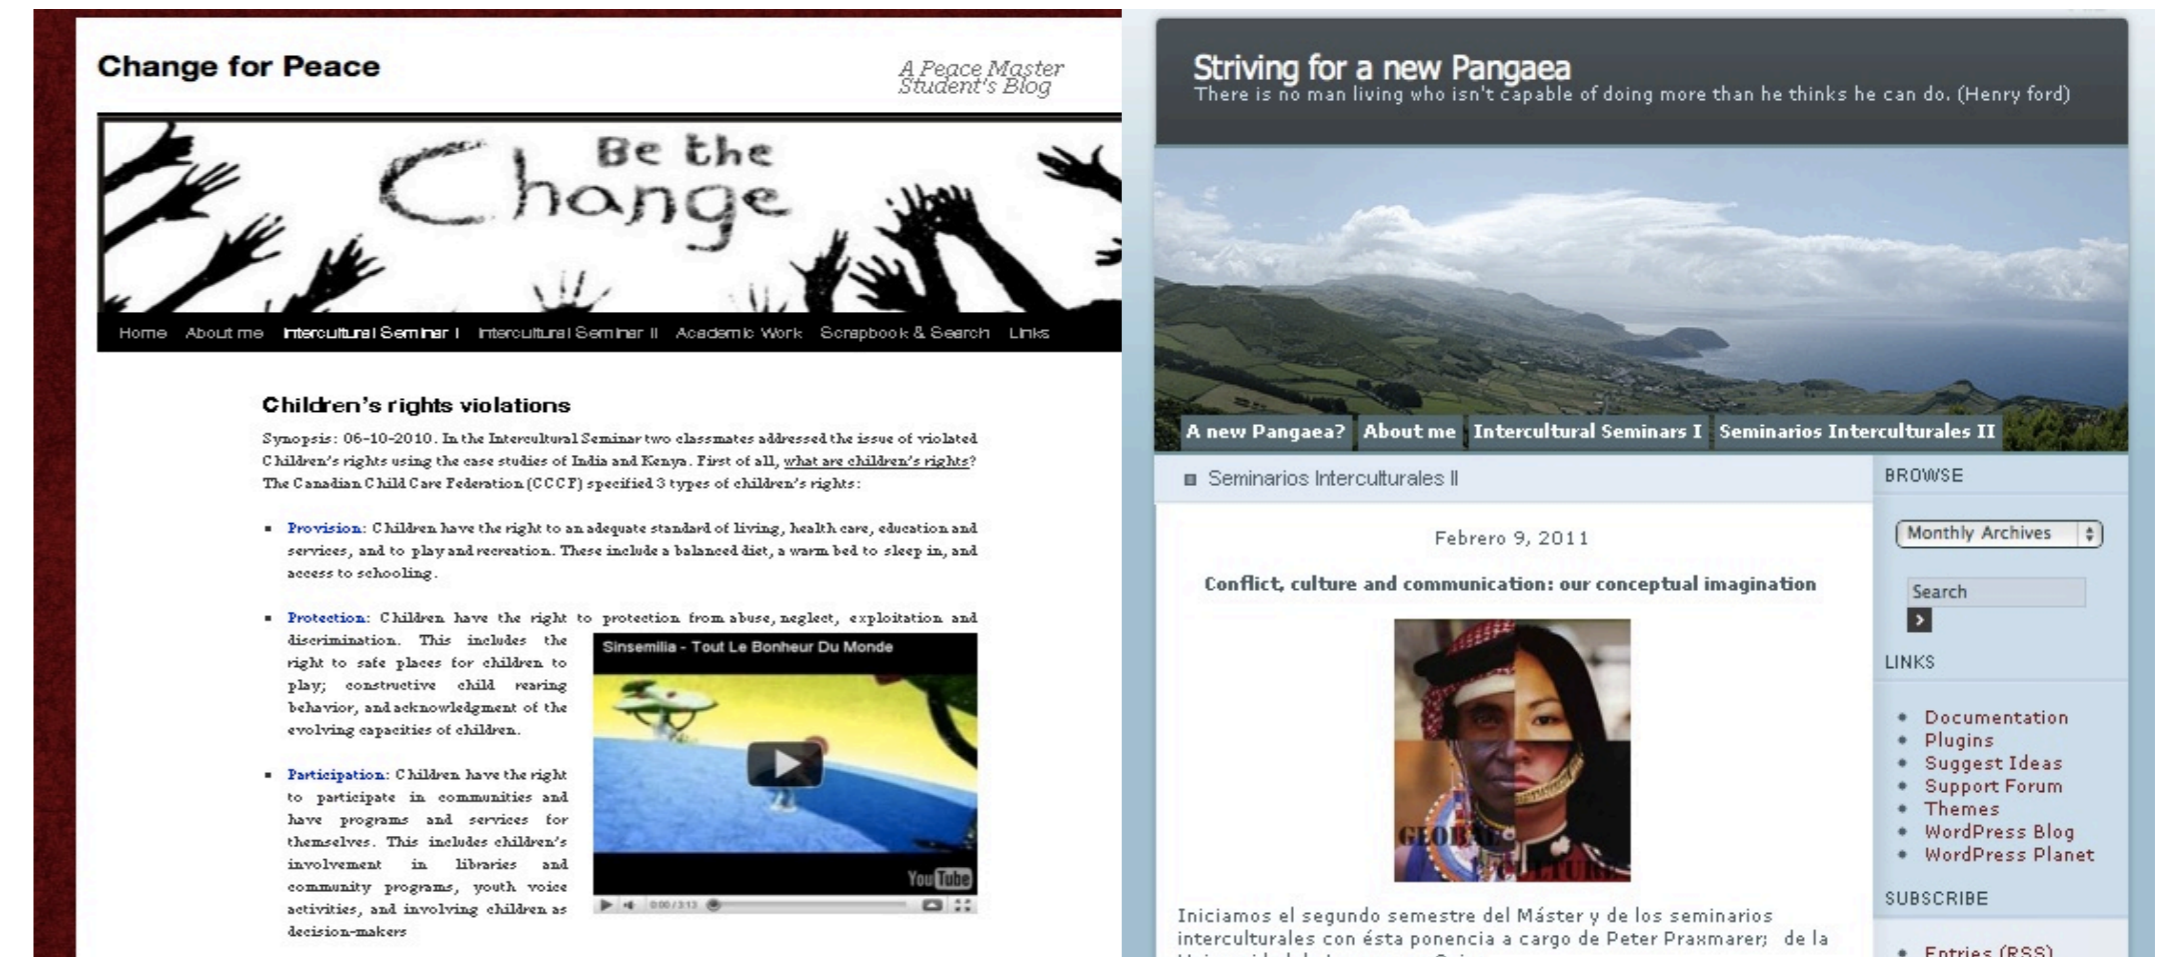 Change for Peace
A Peace Master
Student's Blog
Be the
Change
Home About me Intercultural Seminar I Intercultural Seminar II Academic Work Scrapbook & Search Links
Children's rights violations
Synopsis: 06-10-2010. In the Intercultural Seminar two classmates addressed the issue of violated
Children's rights using the case studies of India and Kenya. First of all, what are children's rights?
The Canadian Child Care Federation (CCCF) specified 3 types of children's rights:
Provision: Children have the right to an adequate standard of living, health care, education and
services, and to play and recreation. These include a balanced diet, a warm bed to sleep in, and
access to schooling.
Protection: Children have the right to protection from abuse, neglect, exploitation and
discrimination. This includes the
right to safe places for children to
play; constructive child rearing
behavior, and acknowledgment of the
evolving capacities of children.
Participation: Children have the right
to participate in communities and
have programs and services for
themselves. This includes children's
involvement in libraries and
community programs, youth voice
activities, and involving children as
decision-makers
Sinsemilia - Tout Le Bonheur Du Monde
YouTube
0:00 / 3:13
Striving for a new Pangaea
There is no man living who isn't capable of doing more than he thinks he can do. (Henry ford)
A new Pangaea? About me Intercultural Seminars I Seminarios Interculturales II
Seminarios Interculturales II
Febrero 9, 2011
Conflict, culture and communication: our conceptual imagination
GLOBAL
CULTURE
Iniciamos el segundo semestre del Máster y de los seminarios
interculturales con ésta ponencia a cargo de Peter Praxmarer; de la
BROWSE
Monthly Archives
Search
LINKS
Documentation
Plugins
Suggest Ideas
Support Forum
Themes
WordPress Blog
WordPress Planet
SUBSCRIBE
Entries (RSS)